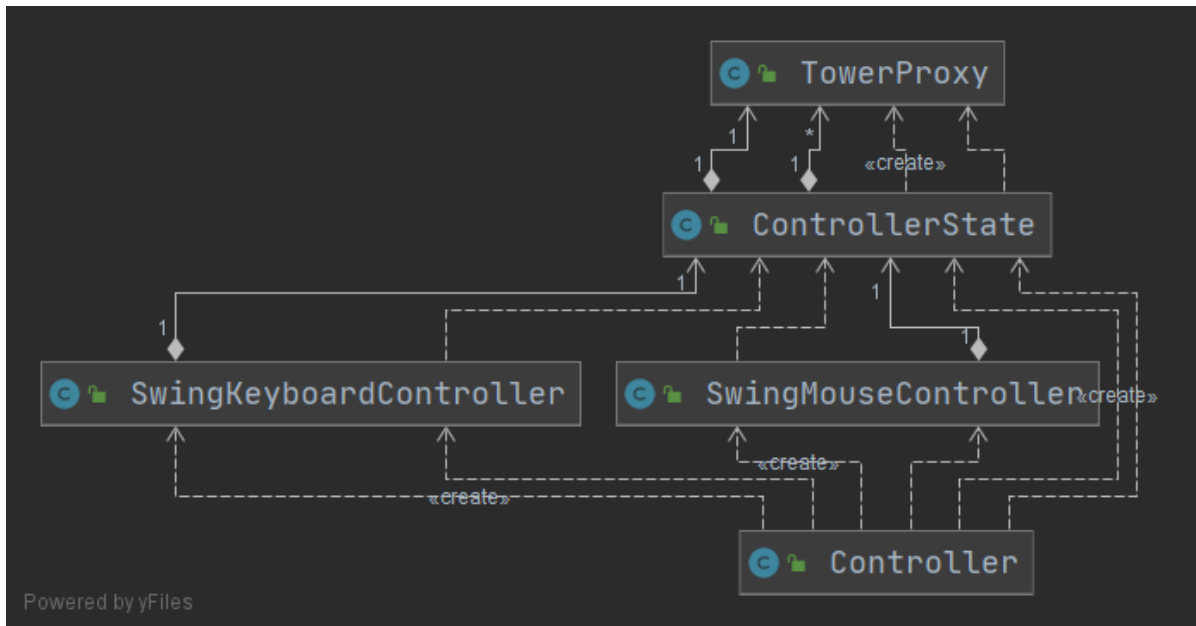 C TowerProxy
1
*
1
1
«create»
C ControllerState
1
1
1
1
C SwingKeyboardController
C SwingMouseController
«create»
«create»
«create»
C Controller
Powered by yFiles